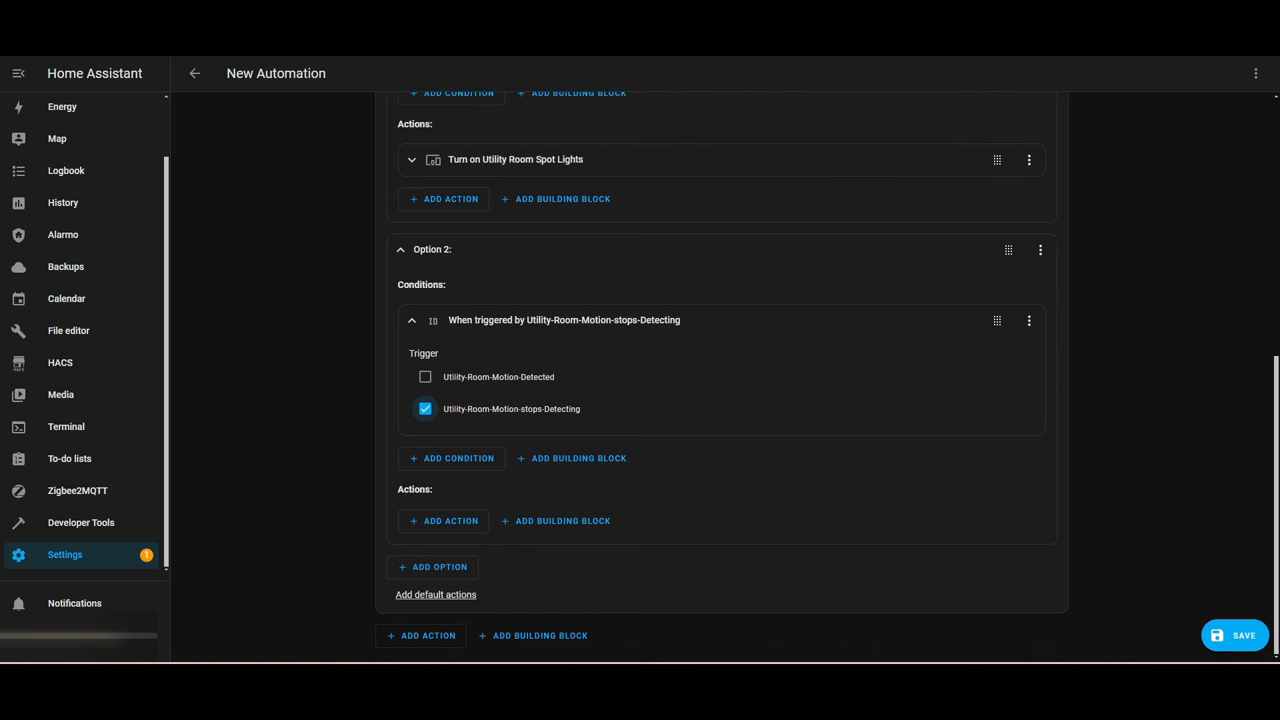 Home Assistant
New Automation
Energy
Map
Logbook
History
Alarmo
Backups
Calendar
File editor
HACS
Media
Terminal
To-do lists
Zigbee2MQTT
Developer Tools
Settings
1
Notifications
+ ADD CONDITION
+ ADD BUILDING BLOCK
Actions:
Turn on Utility Room Spot Lights
+ ADD ACTION
+ ADD BUILDING BLOCK
Option 2:
Conditions:
ID
When triggered by Utility-Room-Motion-stops-Detecting
Trigger
Utility-Room-Motion-Detected
Utility-Room-Motion-stops-Detecting
+ ADD CONDITION
+ ADD BUILDING BLOCK
Actions:
+ ADD ACTION
+ ADD BUILDING BLOCK
+ ADD OPTION
Add default actions
+ ADD ACTION
+ ADD BUILDING BLOCK
SAVE